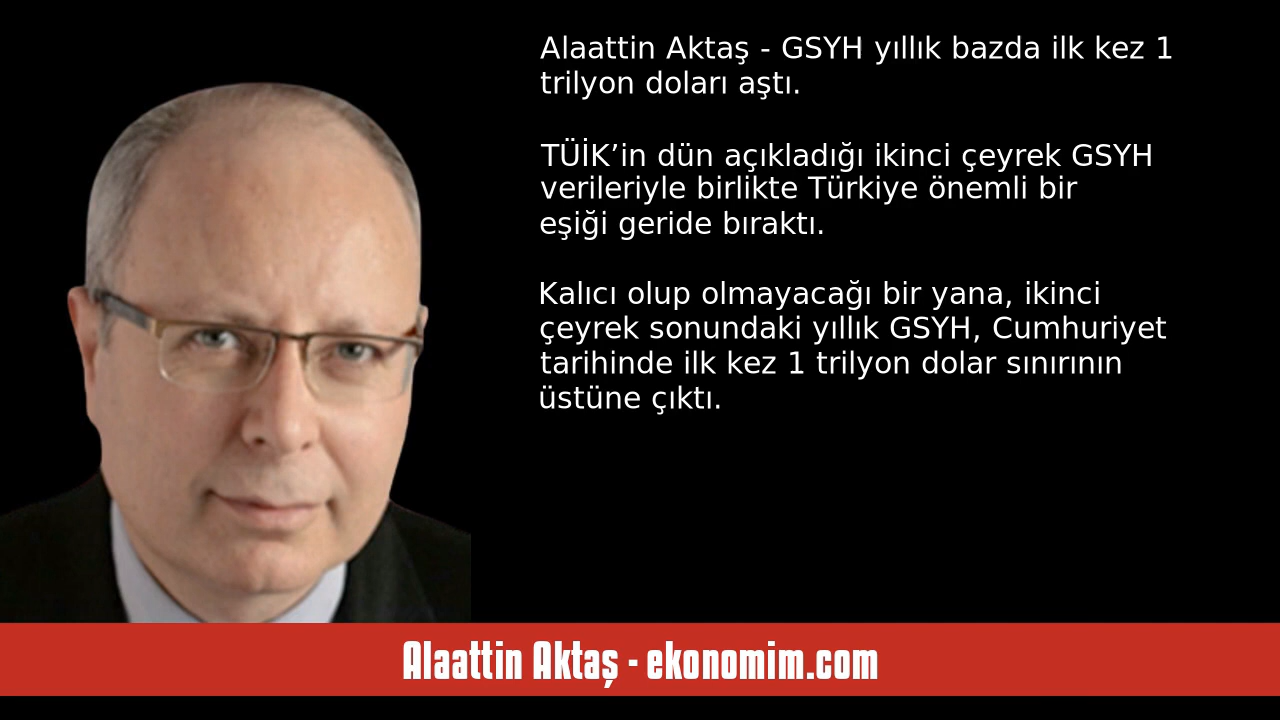 Alaattin Aktaş - GSYH yıllık bazda ilk kez 1
trilyon doları aştı.
TÜİK’in dün açıkladığı ikinci çeyrek GSYH
verileriyle birlikte Türkiye önemli bir
eşiği geride bıraktı.
Kalıcı olup olmayacağı bir yana, ikinci
çeyrek sonundaki yıllık GSYH, Cumhuriyet
tarihinde ilk kez 1 trilyon dolar sınırının
üstüne çıktı.
Alaattin Aktaş - ekonomim.com